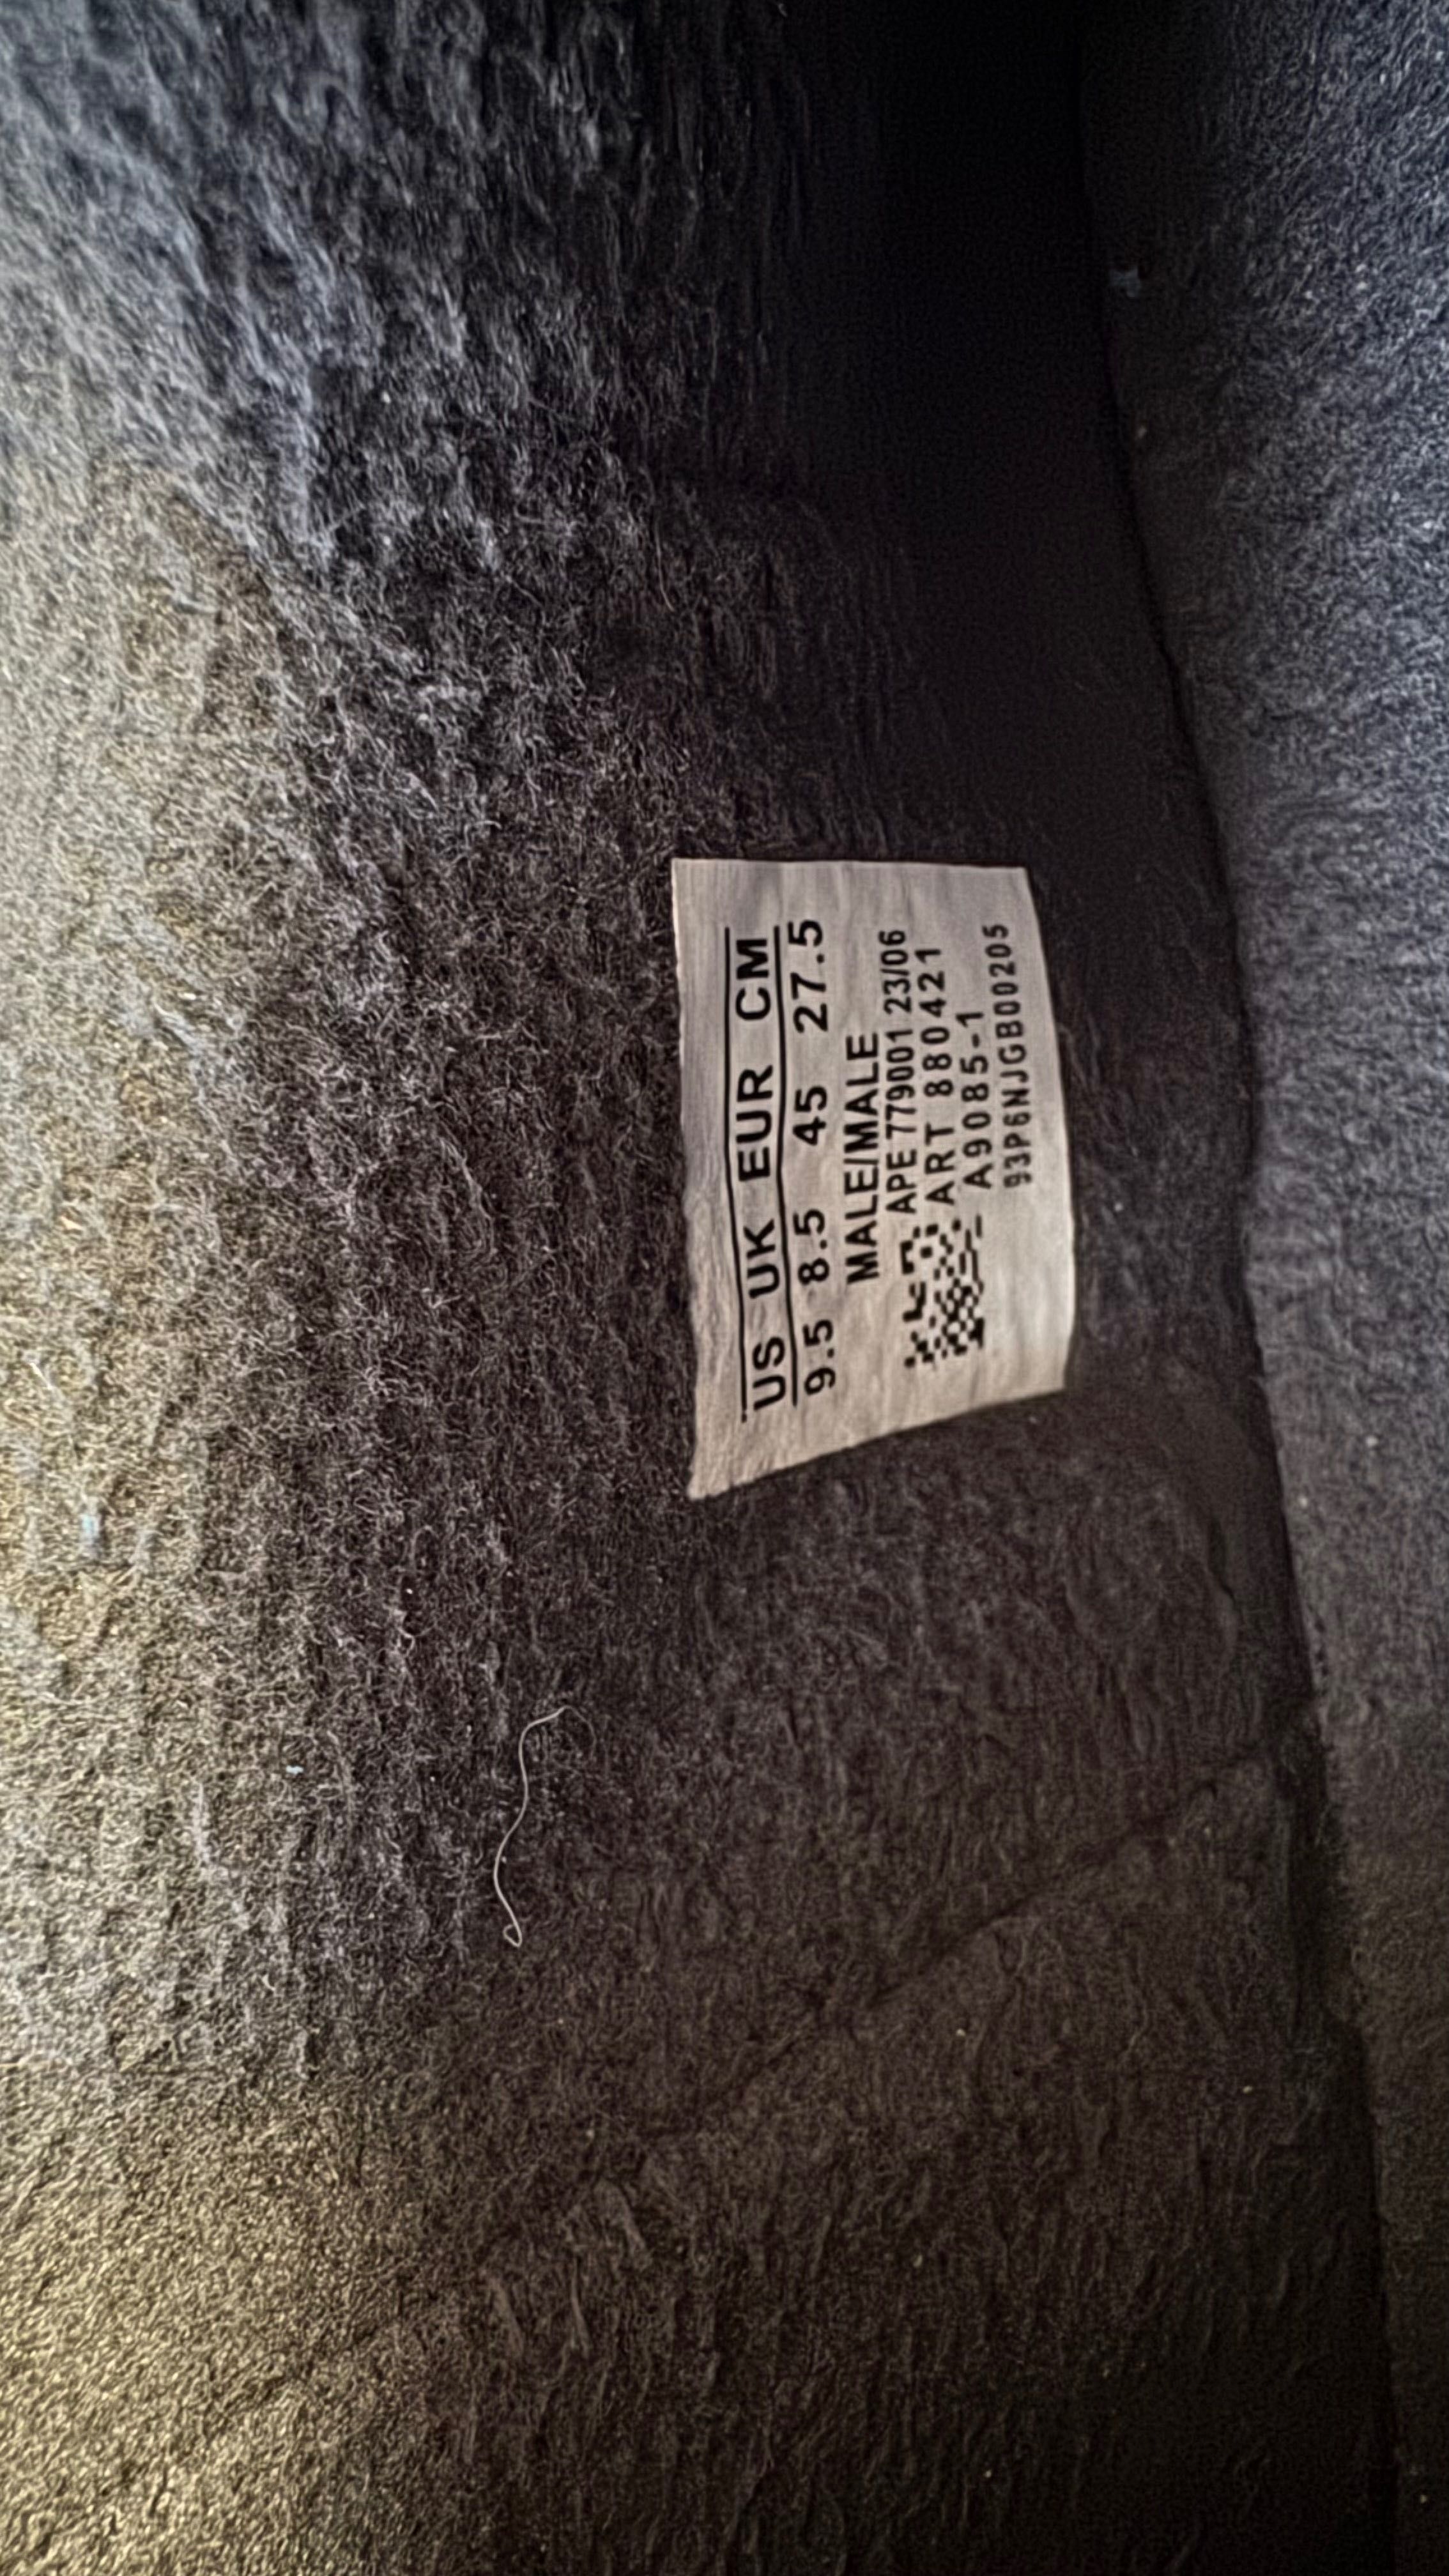 US UK EUR CM
9.5 8.5 45 27.5
MALE/MALE
APE 779001 23/06
ART 880421
A9085-1
93P6NJGB00205